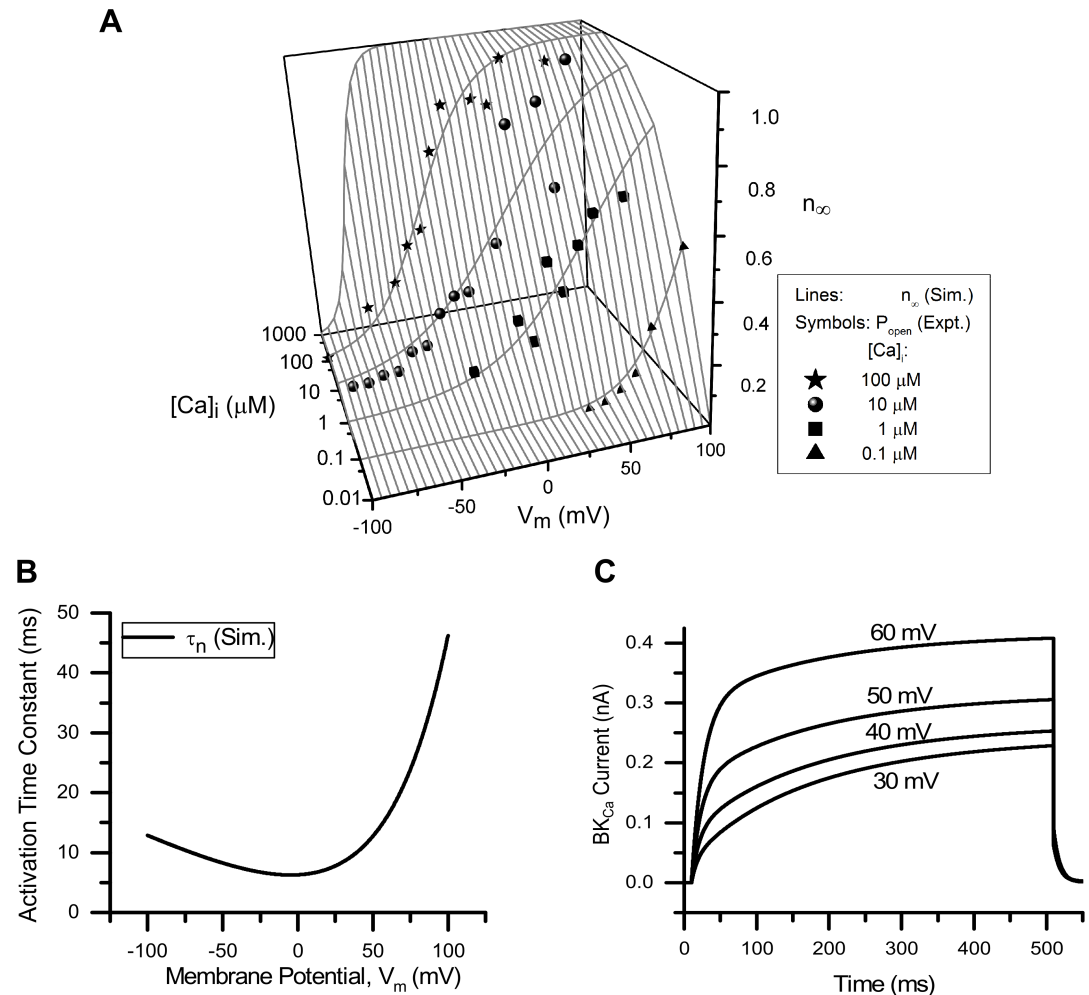 A
1.0
0.8
n∞
0.6
0.4
0.2
1000
100
10
1
0.1
0.01
[Ca]i (μM)
-100
-50
0
50
100
Vm (mV)
Lines: n∞ (Sim.)
Symbols: Popen (Expt.)
[Ca]i:
100 μM
10 μM
1 μM
0.1 μM
B
50
40
30
20
10
0
Activation Time Constant (ms)
τn (Sim.)
-100
-50
0
50
100
Membrane Potential, Vm (mV)
C
0.4
0.3
0.2
0.1
0.0
BKCa Current (nA)
60 mV
50 mV
40 mV
30 mV
0
100
200
300
400
500
Time (ms)